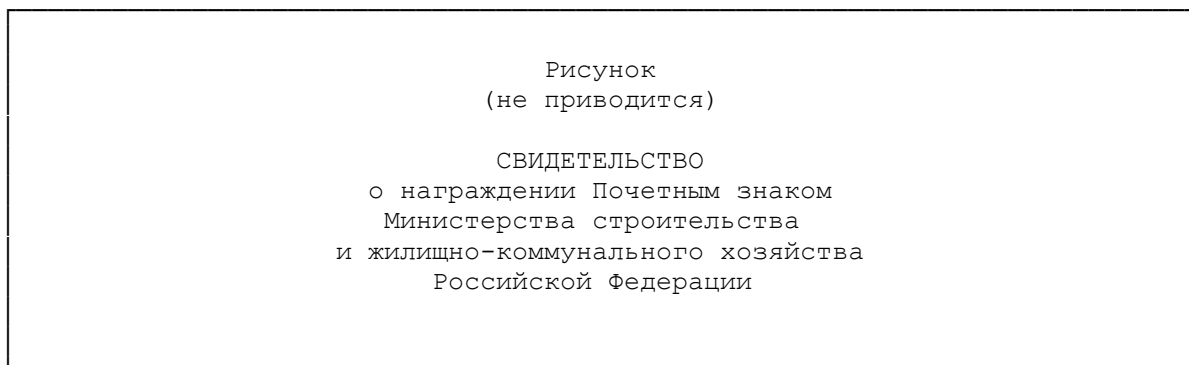 Рисунок
(не приводится)
СВИДЕТЕЛЬСТВО
о награждении Почетным знаком
Министерства строительства
и жилищно-коммунального хозяйства
Российской Федерации